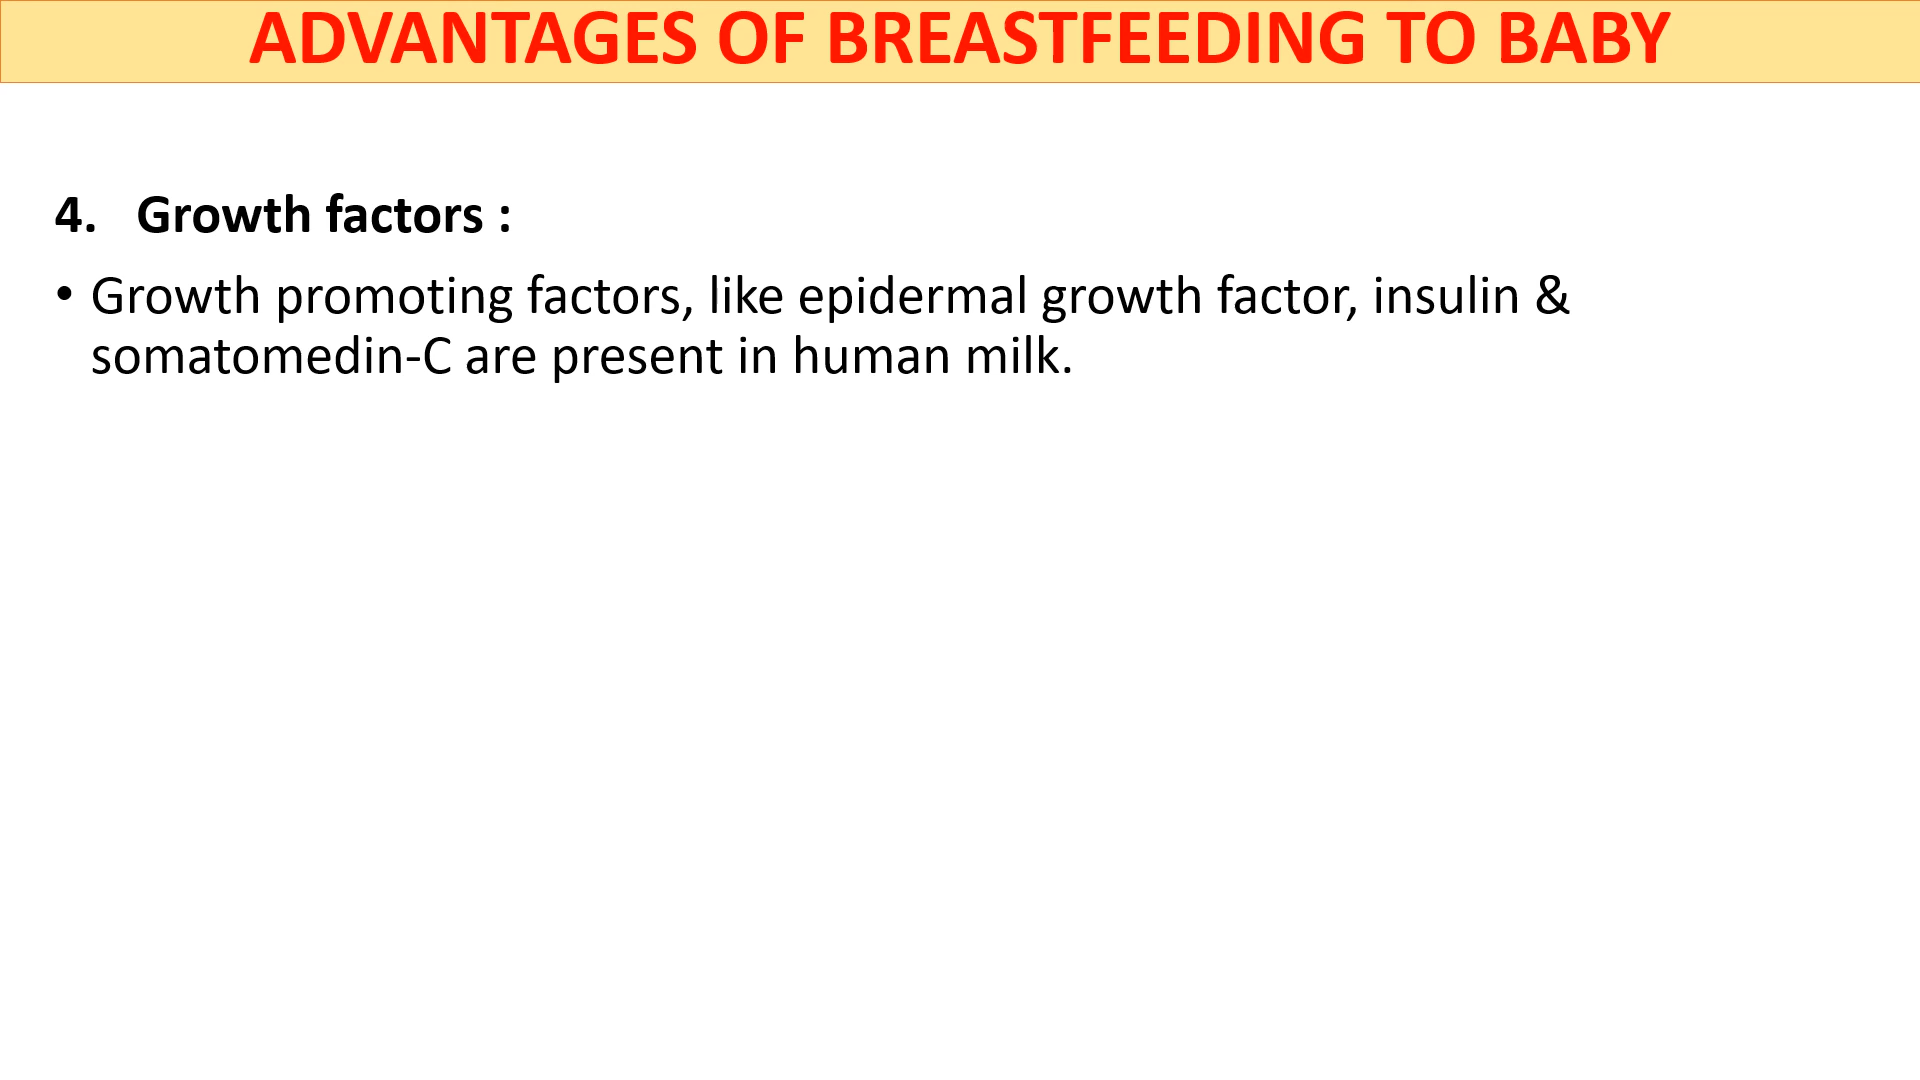 ADVANTAGES OF BREASTFEEDING TO BABY
4. Growth factors :
• Growth promoting factors, like epidermal growth factor, insulin &
somatomedin-C are present in human milk.